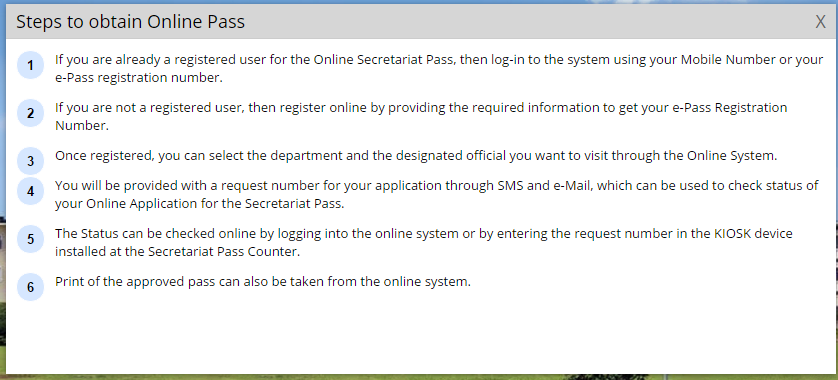 Steps to obtain Online Pass X
1 If you are already a registered user for the Online Secretariat Pass, then log-in to the system using your Mobile Number or your
e-Pass registration number.
2 If you are not a registered user, then register online by providing the required information to get your e-Pass Registration
Number.
3 Once registered, you can select the department and the designated official you want to visit through the Online System.
4 You will be provided with a request number for your application through SMS and e-Mail, which can be used to check status of
your Online Application for the Secretariat Pass.
5 The Status can be checked online by logging into the online system or by entering the request number in the KIOSK device
installed at the Secretariat Pass Counter.
6 Print of the approved pass can also be taken from the online system.